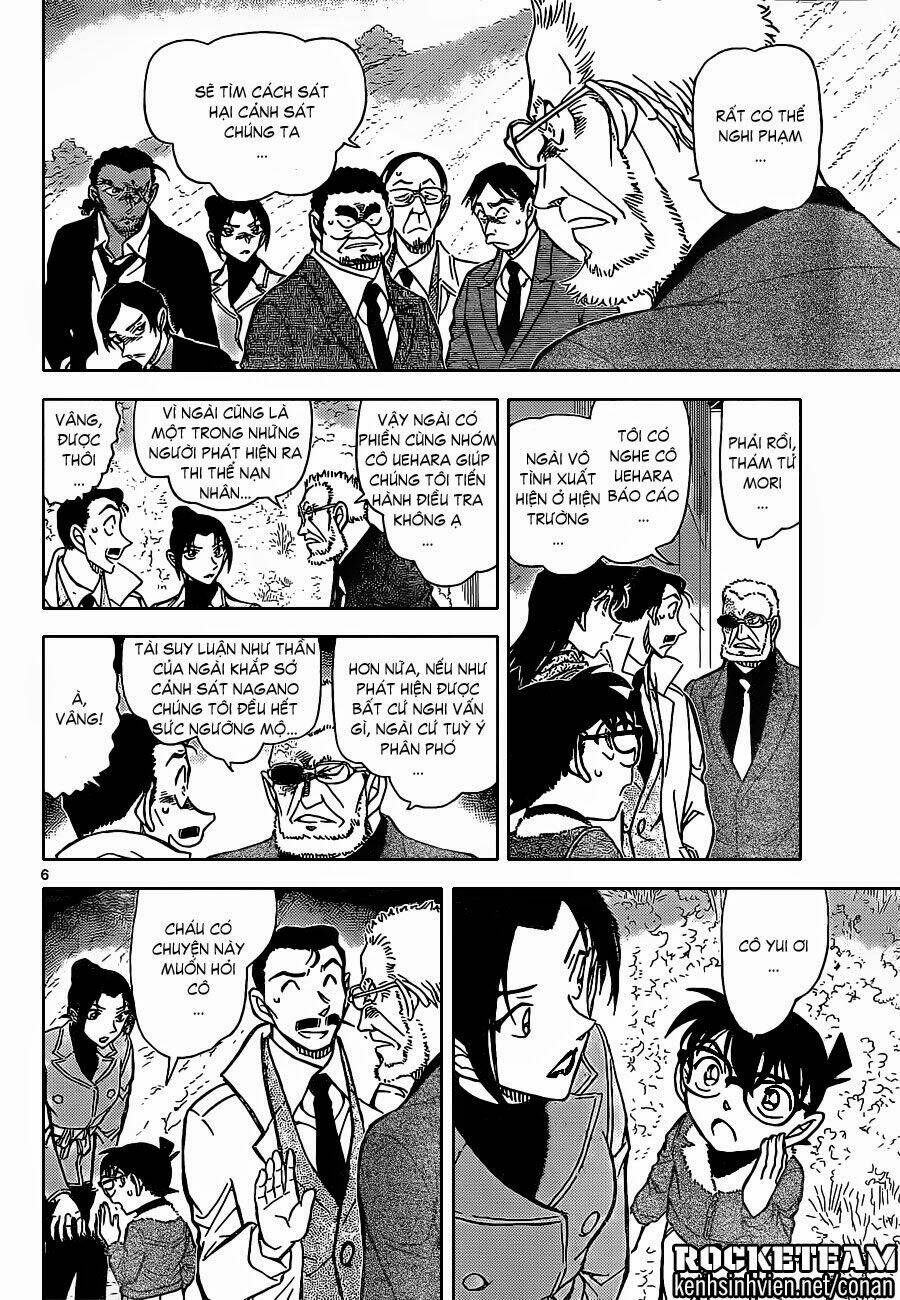 RẤT CÓ THỂ
NGHI PHẠM
...
SẼ TÌM CÁCH SÁT
HẠI CẢNH SÁT
CHÚNG TA
...
PHẢI RỒI,
THÁM TỬ
MORI
TÔI CÓ
NGHE CÔ
UEHARA
BÁO CÁO
...
NGÀI VÔ
TÌNH XUẤT
HIỆN Ở HIỆN
TRƯỜNG
...
VẬY NGÀI CÓ
PHIỀN CÙNG NHÓM
CÔ UEHARA GIÚP
CHÚNG TÔI TIẾN
HÀNH ĐIỀU TRA
KHÔNG Ạ
...
VÌ NGÀI CŨNG LÀ
MỘT TRONG NHỮNG
NGƯỜI PHÁT HIỆN RA
THI THỂ NẠN
NHÂN...
VÂNG,
ĐƯỢC
THÔI
...
HƠN NỮA, NẾU NHƯ
PHÁT HIỆN ĐƯỢC
BẤT CỨ NGHI VẤN
GÌ, NGÀI CỨ TUỲ Ý
PHÂN PHÓ
...
TÀI SUY LUẬN NHƯ THẦN
CỦA NGÀI KHẮP SỞ
CẢNH SÁT NAGANO
CHÚNG TÔI ĐỀU HẾT
SỨC NGƯỠNG MỘ...
À,
VÂNG!
6
CÔ YUI ƠI
...
CHÁU CÓ
CHUYỆN NÀY
MUỐN HỎI
CÔ
...
ROCKETEAM
kenhsinhvien.net/conan